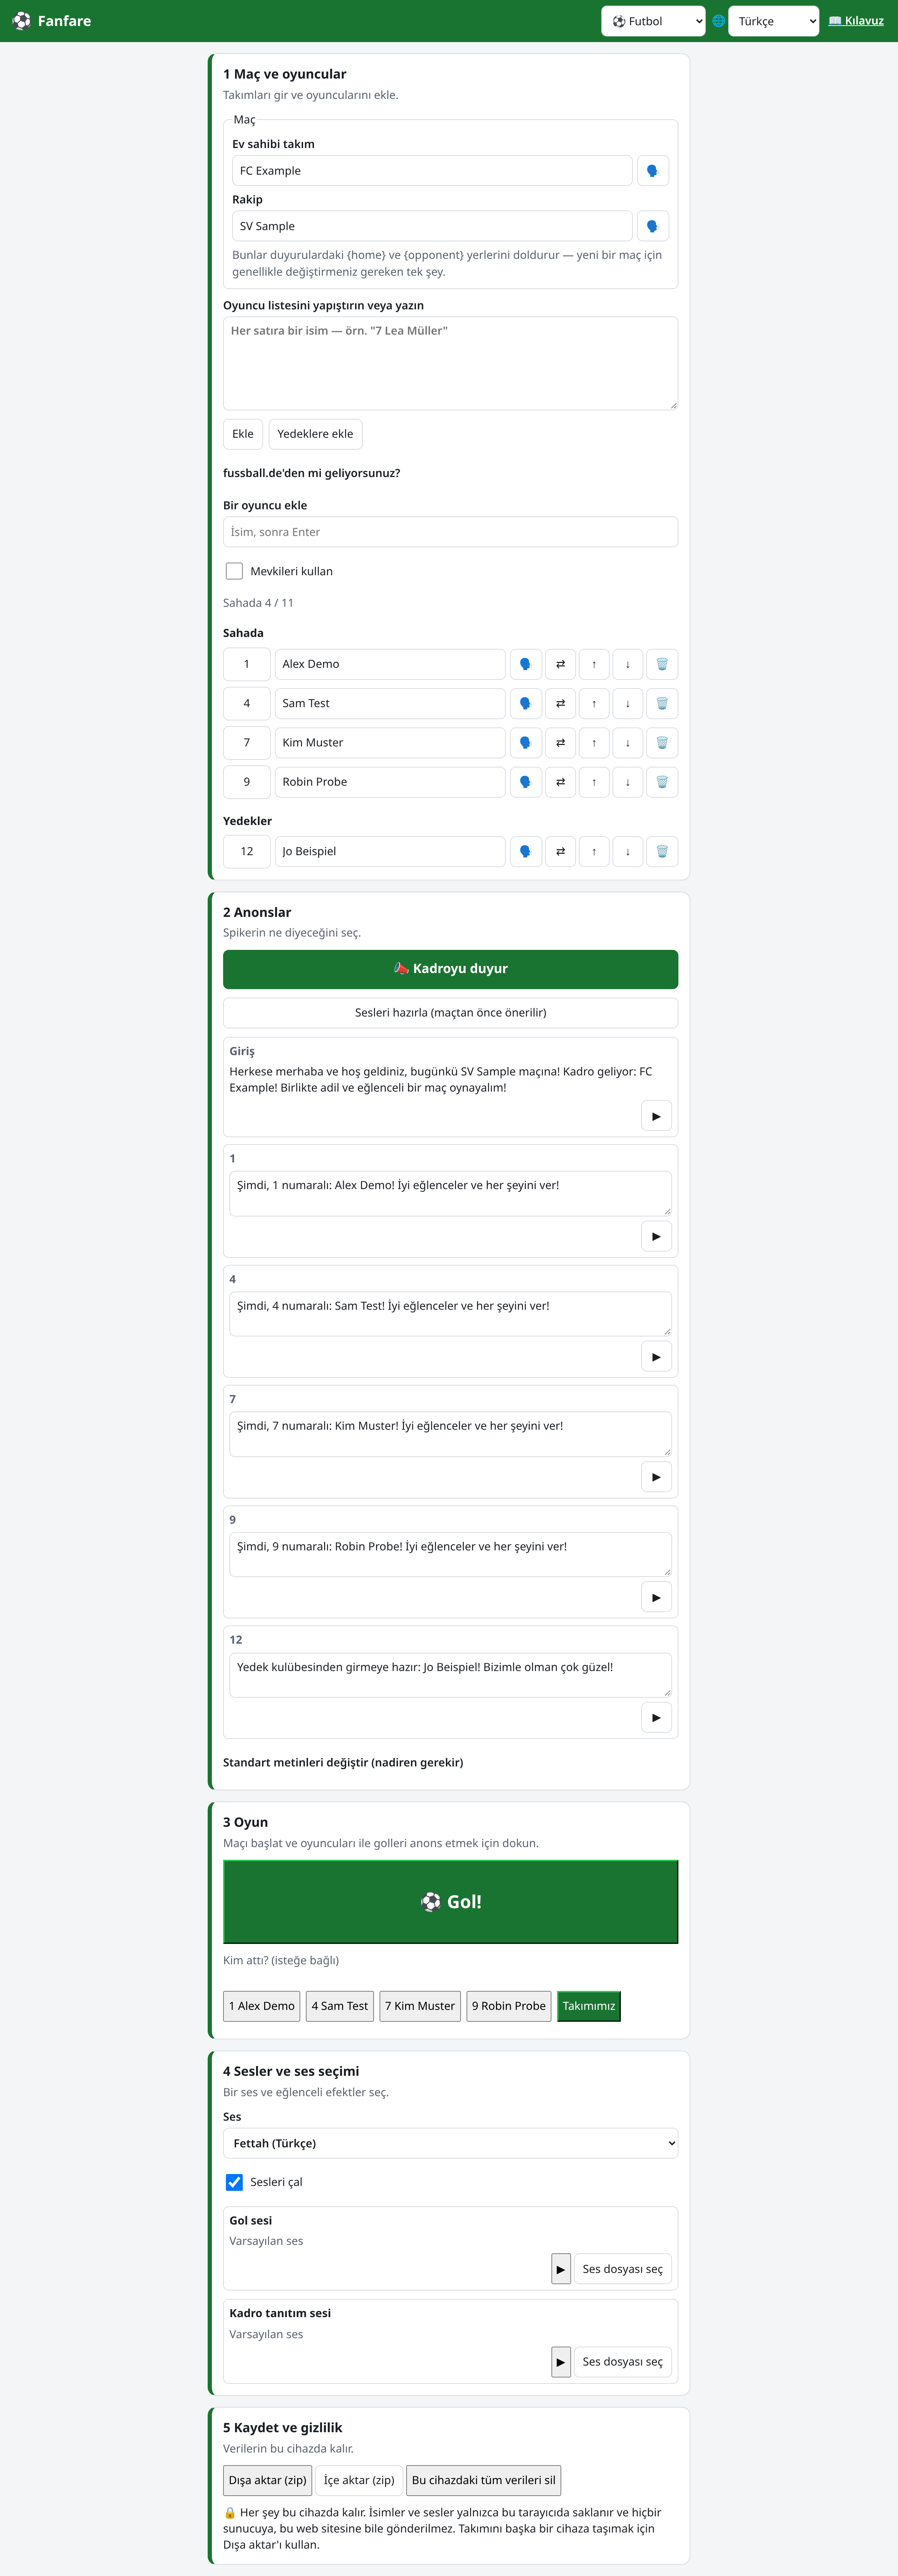 ⚽ Fanfare
⚽ Futbol
🌐 Türkçe
📖 Kılavuz
1 Maç ve oyuncular
Takımları gir ve oyuncularını ekle.
Maç
Ev sahibi takım
FC Example
Rakip
SV Sample
Bunlar duyurulardaki {home} ve {opponent} yerlerini doldurur — yeni bir maç için
genellikle değiştirmeniz gereken tek şey.
Oyuncu listesini yapıştırın veya yazın
Her satıra bir isim — örn. "7 Lea Müller"
Ekle
Yedeklere ekle
fussball.de'den mi geliyorsunuz?
Bir oyuncu ekle
İsim, sonra Enter
Mevkileri kullan
Sahada 4 / 11
Sahada
1 Alex Demo 🗣️ ⇄ ↑ ↓ 🗑️
4 Sam Test 🗣️ ⇄ ↑ ↓ 🗑️
7 Kim Muster 🗣️ ⇄ ↑ ↓ 🗑️
9 Robin Probe 🗣️ ⇄ ↑ ↓ 🗑️
Yedekler
12 Jo Beispiel 🗣️ ⇄ ↑ ↓ 🗑️
2 Anonslar
Spikerin ne diyeceğini seç.
📣 Kadroyu duyur
Sesleri hazırla (maçtan önce önerilir)
Giriş
Herkese merhaba ve hoş geldiniz, bugünkü SV Sample maçına! Kadro geliyor: FC
Example! Birlikte adil ve eğlenceli bir maç oynayalım!
▶
1
Şimdi, 1 numaralı: Alex Demo! İyi eğlenceler ve her şeyini ver!
▶
4
Şimdi, 4 numaralı: Sam Test! İyi eğlenceler ve her şeyini ver!
▶
7
Şimdi, 7 numaralı: Kim Muster! İyi eğlenceler ve her şeyini ver!
▶
9
Şimdi, 9 numaralı: Robin Probe! İyi eğlenceler ve her şeyini ver!
▶
12
Yedek kulübesinden girmeye hazır: Jo Beispiel! Bizimle olman çok güzel!
▶
Standart metinleri değiştir (nadiren gerekir)
3 Oyun
Maçı başlat ve oyuncuları ile golleri anons etmek için dokun.
⚽ Gol!
Kim attı? (isteğe bağlı)
1 Alex Demo
4 Sam Test
7 Kim Muster
9 Robin Probe
Takımımız
4 Sesler ve ses seçimi
Bir ses ve eğlenceli efektler seç.
Ses
Fettah (Türkçe)
Sesleri çal
Gol sesi
Varsayılan ses
▶ Ses dosyası seç
Kadro tanıtım sesi
Varsayılan ses
▶ Ses dosyası seç
5 Kaydet ve gizlilik
Verilerin bu cihazda kalır.
Dışa aktar (zip)
İçe aktar (zip)
Bu cihazdaki tüm verileri sil
🔒 Her şey bu cihazda kalır. İsimler ve sesler yalnızca bu tarayıcıda saklanır ve hiçbir
sunucuya, bu web sitesine bile gönderilmez. Takımını başka bir cihaza taşımak için
Dışa aktar'ı kullan.